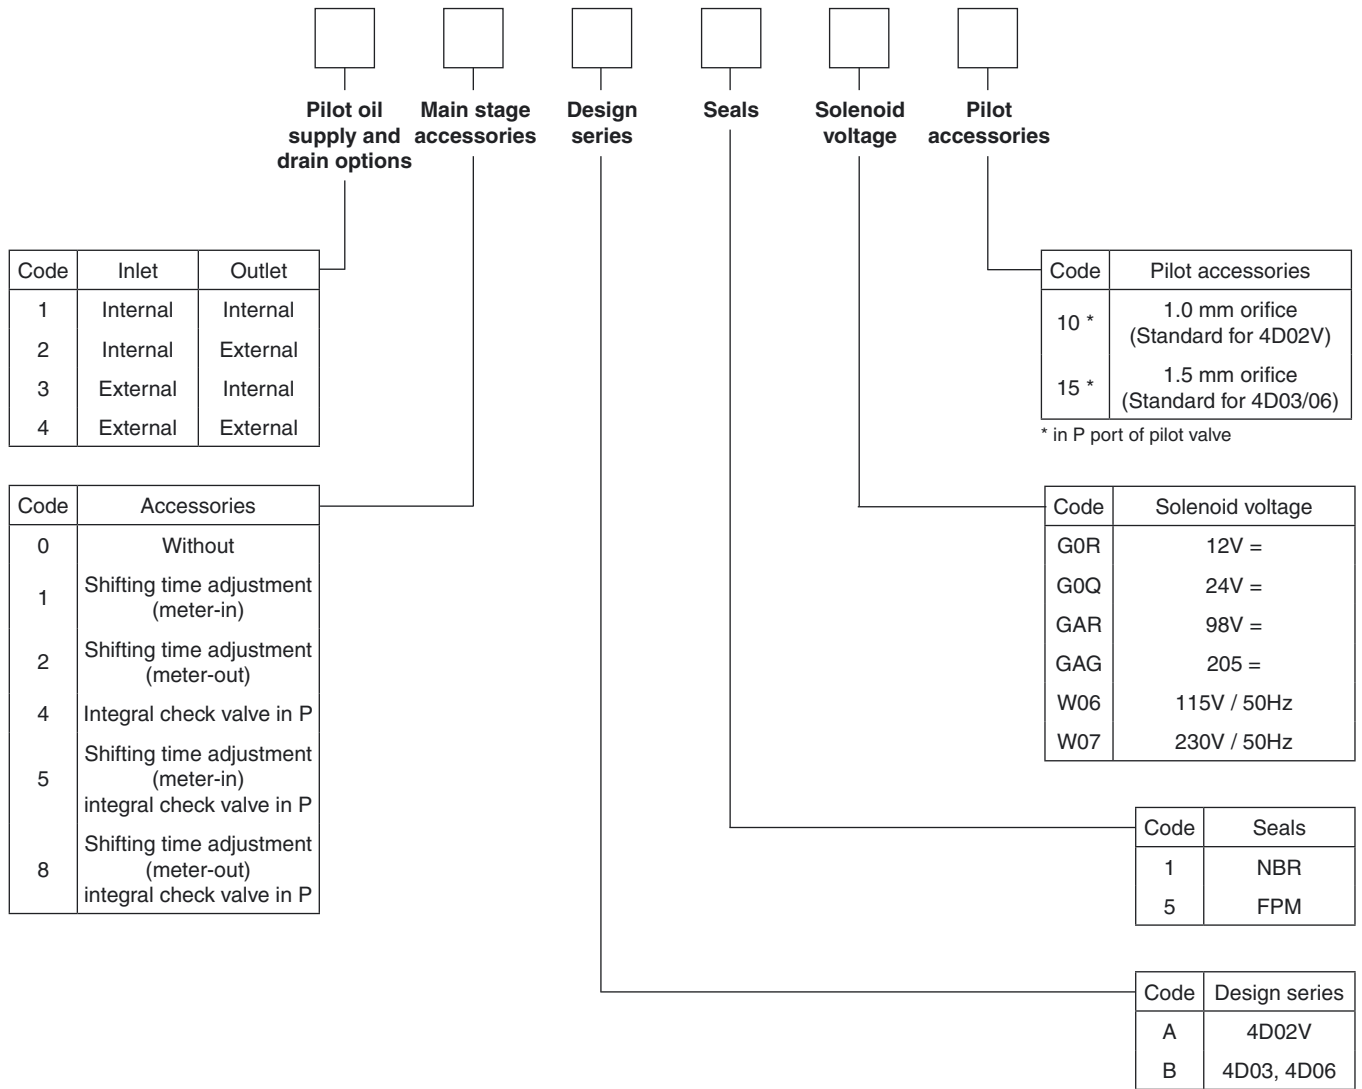 Pilot oil
supply and
drain options
Main stage
accessories
Design
series
Seals
Solenoid
voltage
Pilot
accessories
Code Inlet Outlet
1 Internal Internal
2 Internal External
3 External Internal
4 External External
Code Accessories
0 Without
1 Shifting time adjustment
(meter-in)
2 Shifting time adjustment
(meter-out)
4 Integral check valve in P
5 Shifting time adjustment
(meter-in)
integral check valve in P
8 Shifting time adjustment
(meter-out)
integral check valve in P
Code Pilot accessories
10 * 1.0 mm orifice
(Standard for 4D02V)
15 * 1.5 mm orifice
(Standard for 4D03/06)
* in P port of pilot valve
Code Solenoid voltage
G0R 12V =
G0Q 24V =
GAR 98V =
GAG 205 =
W06 115V / 50Hz
W07 230V / 50Hz
Code Seals
1 NBR
5 FPM
Code Design series
A 4D02V
B 4D03, 4D06